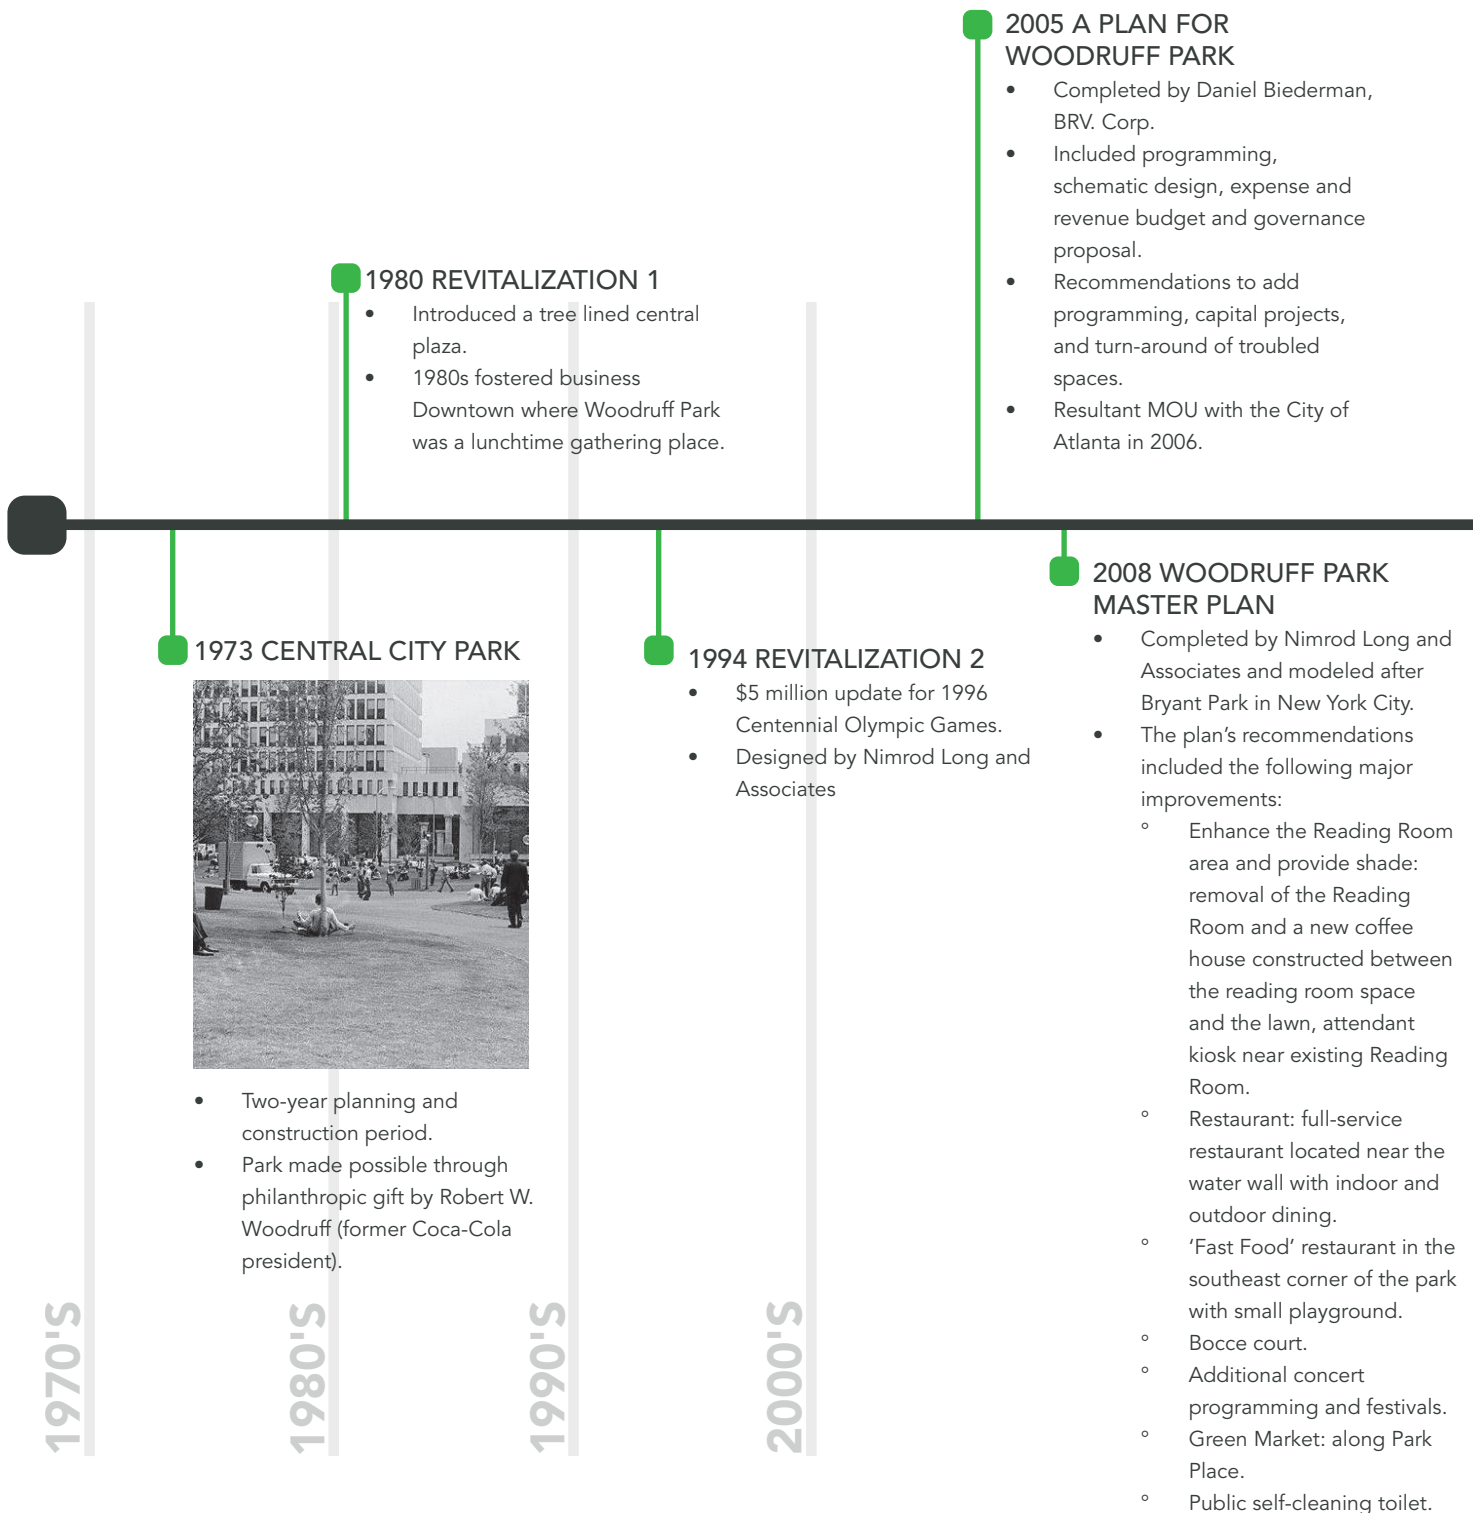 2005 A PLAN FOR
WOODRUFF PARK
• Completed by Daniel Biederman,
BRV. Corp.
• Included programming,
schematic design, expense and
revenue budget and governance
proposal.
• Recommendations to add
programming, capital projects,
and turn-around of troubled
spaces.
• Resultant MOU with the City of
Atlanta in 2006.
1980 REVITALIZATION 1
• Introduced a tree lined central
plaza.
• 1980s fostered business
Downtown where Woodruff Park
was a lunchtime gathering place.
1973 CENTRAL CITY PARK
• Two-year planning and
construction period.
• Park made possible through
philanthropic gift by Robert W.
Woodruff (former Coca-Cola
president).
1994 REVITALIZATION 2
• $5 million update for 1996
Centennial Olympic Games.
• Designed by Nimrod Long and
Associates
2008 WOODRUFF PARK
MASTER PLAN
• Completed by Nimrod Long and
Associates and modeled after
Bryant Park in New York City.
• The plan’s recommendations
included the following major
improvements:
° Enhance the Reading Room
area and provide shade:
removal of the Reading
Room and a new coffee
house constructed between
the reading room space
and the lawn, attendant
kiosk near existing Reading
Room.
° Restaurant: full-service
restaurant located near the
water wall with indoor and
outdoor dining.
° ‘Fast Food’ restaurant in the
southeast corner of the park
with small playground.
° Bocce court.
° Additional concert
programming and festivals.
° Green Market: along Park
Place.
° Public self-cleaning toilet.
1970'S
1980'S
1990'S
2000'S